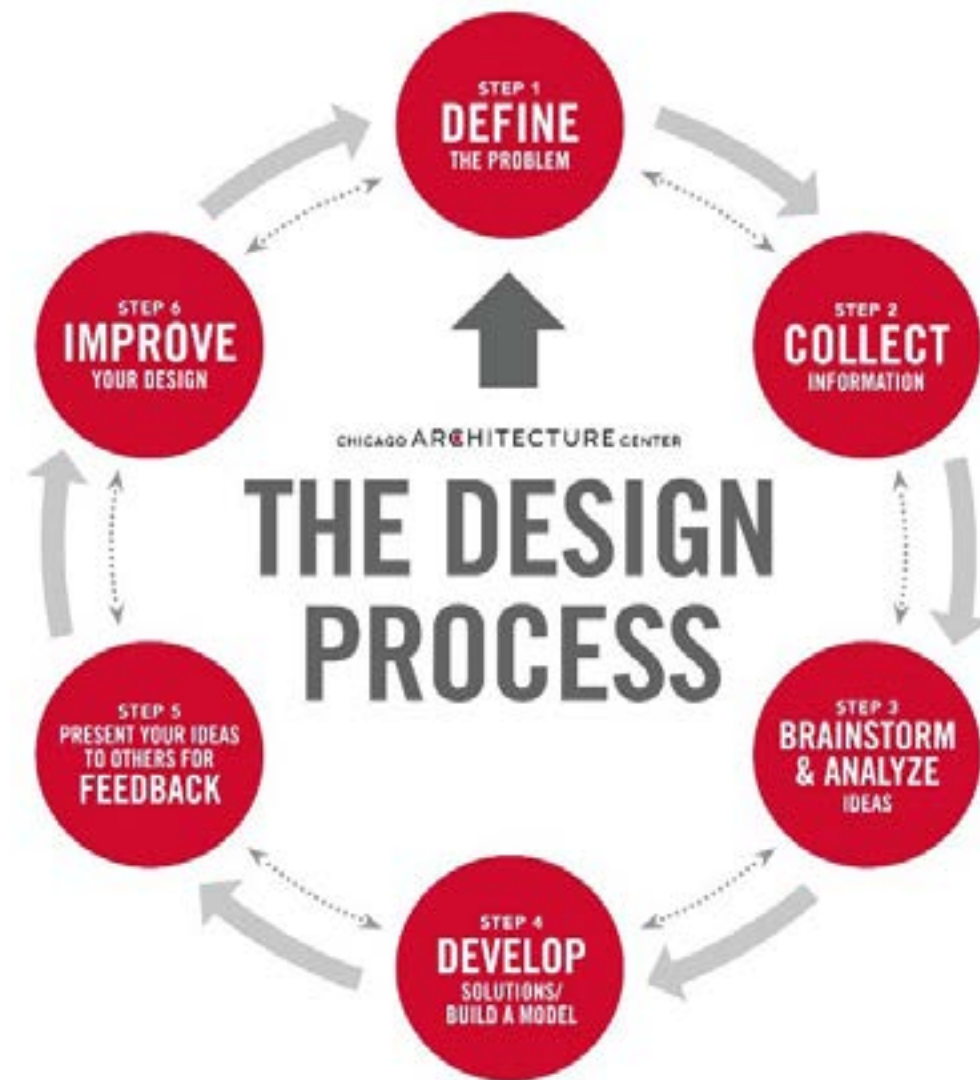 STEP 1
DEFINE
THE PROBLEM
STEP 2
COLLECT
INFORMATION
STEP 3
BRAINSTORM
& ANALYZE
IDEAS
STEP 4
DEVELOP
SOLUTIONS/
BUILD A MODEL
STEP 5
PRESENT YOUR IDEAS
TO OTHERS FOR
FEEDBACK
STEP 6
IMPROVE
YOUR DESIGN
CHICAGO ARCHITECTURE CENTER
THE DESIGN
PROCESS